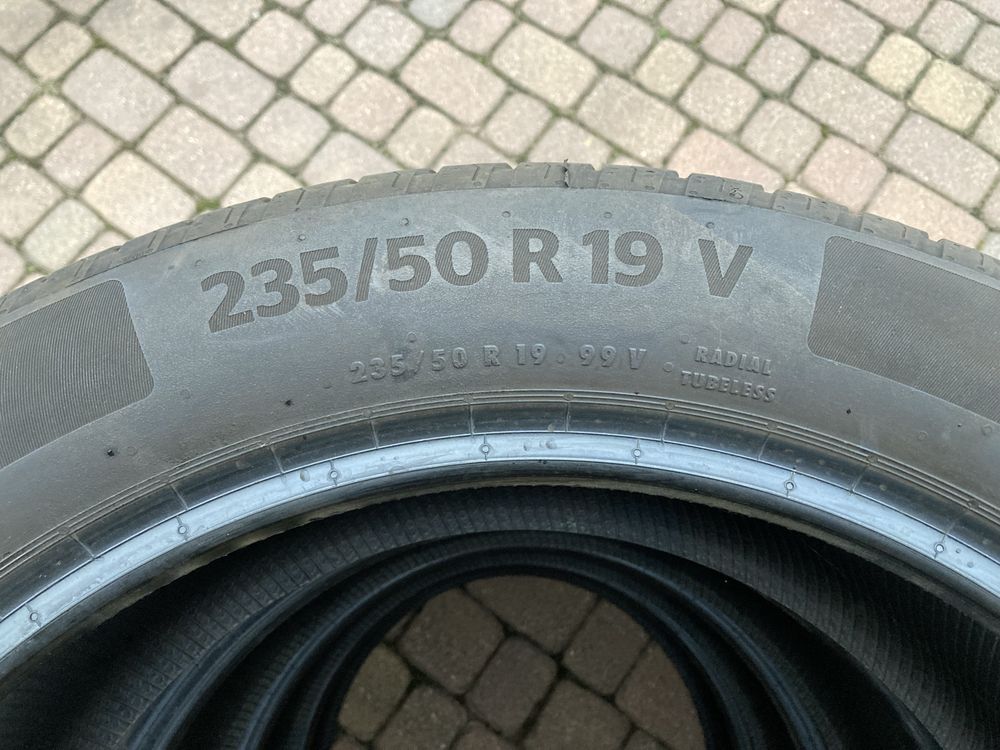 235/50 R 19 V
235/50 R 19 · 99 V · RADIAL
TUBELESS